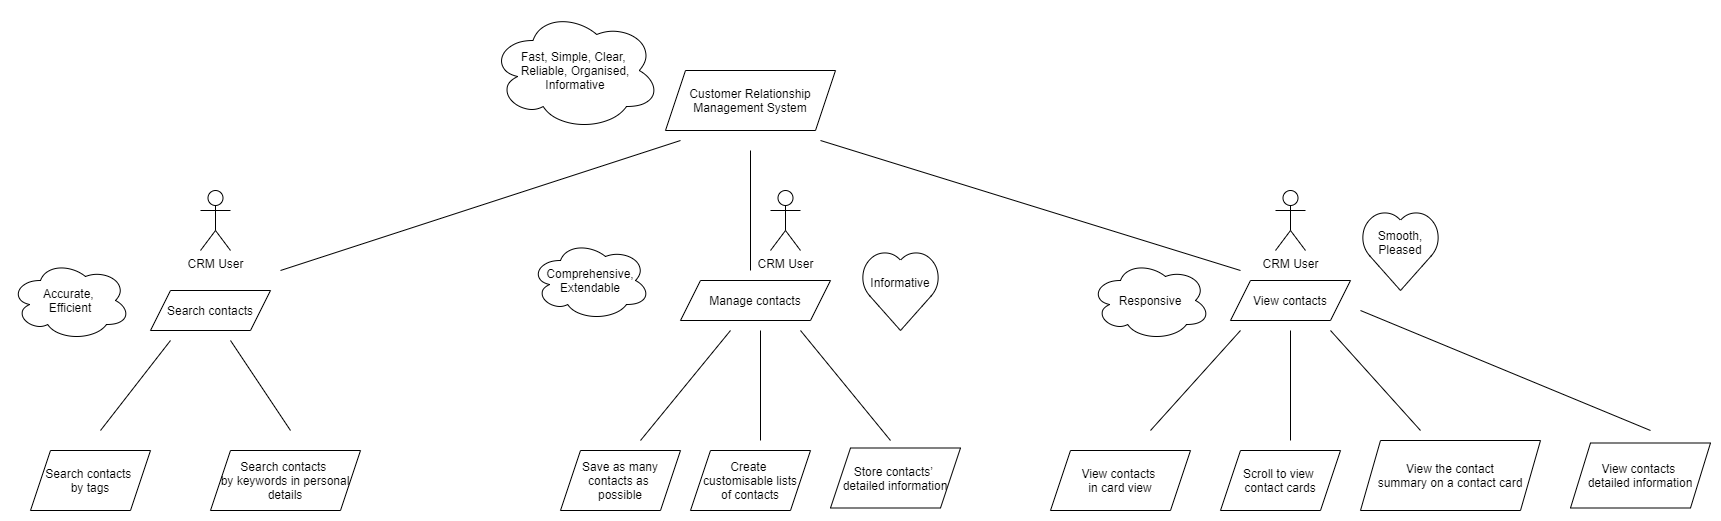 Fast, Simple, Clear,
Reliable, Organised,
Informative
Customer Relationship
Management System
CRM User
CRM User
CRM User
Smooth,
Pleased
Accurate,
Efficient
Search contacts
Comprehensive,
Extendable
Manage contacts
Informative
Responsive
View contacts
Search contacts
by tags
Search contacts
by keywords in personal
details
Save as many
contacts as
possible
Create
customisable lists
of contacts
Store contacts'
detailed information
View contacts
in card view
Scroll to view
contact cards
View the contact
summary on a contact card
View contacts
detailed information